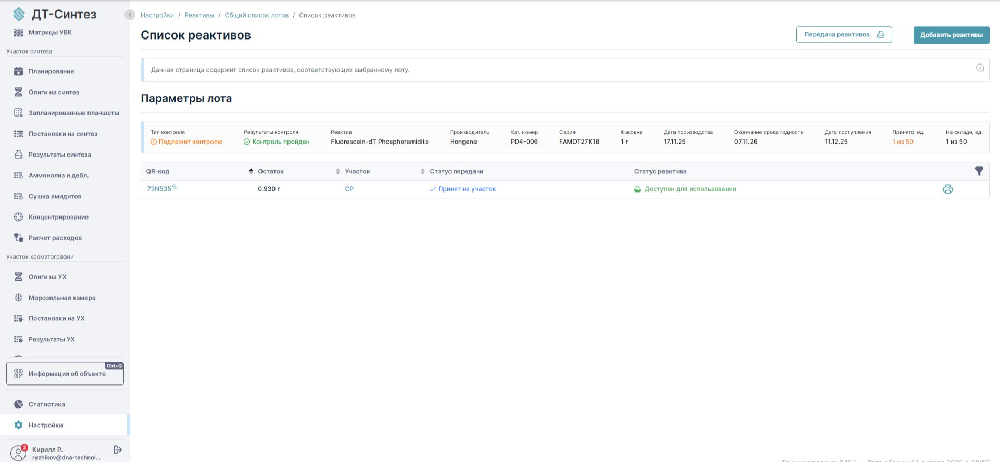 ДТ-Синтез
Матрицы УВК
Участок синтеза
Планирование
Олиги на синтез
Запланированные планшеты
Постановки на синтез
Результаты синтеза
Аммонолиз и дебл.
Сушка амидитов
Концентрирование
Расчет расходов
Участок хроматографии
Олиги на УХ
Морозильная камера
Постановки на УХ
Результаты УХ
Ctrl+Q
Информация об объекте
Статистика
Настройки
2
Кирилл Р.
ryzhikov@dna-technol...
Настройки / Реактивы / Общий список лотов / Список реактивов
Список реактивов
Передача реактивов
Добавить реактивы
Данная страница содержит список реактивов, соответствующих выбранному лоту.
Параметры лота
Тип контроля Результаты контроля Реактив Производитель Кат. номер Серия Фасовка Дата производства Окончание срока годности Дата поступления Принято, ед. На складе, ед.
Подлежит контролю Контроль пройден Fluorescein-dT Phosphoramidite Hongene PD4-006 FAMDT27K1B 1 г 17.11.25 07.11.26 11.12.25 1 из 50 1 из 50
QR-код Остаток Участок Статус передачи Статус реактива
73N535 0.930 г СР Принят на участок Доступен для использования